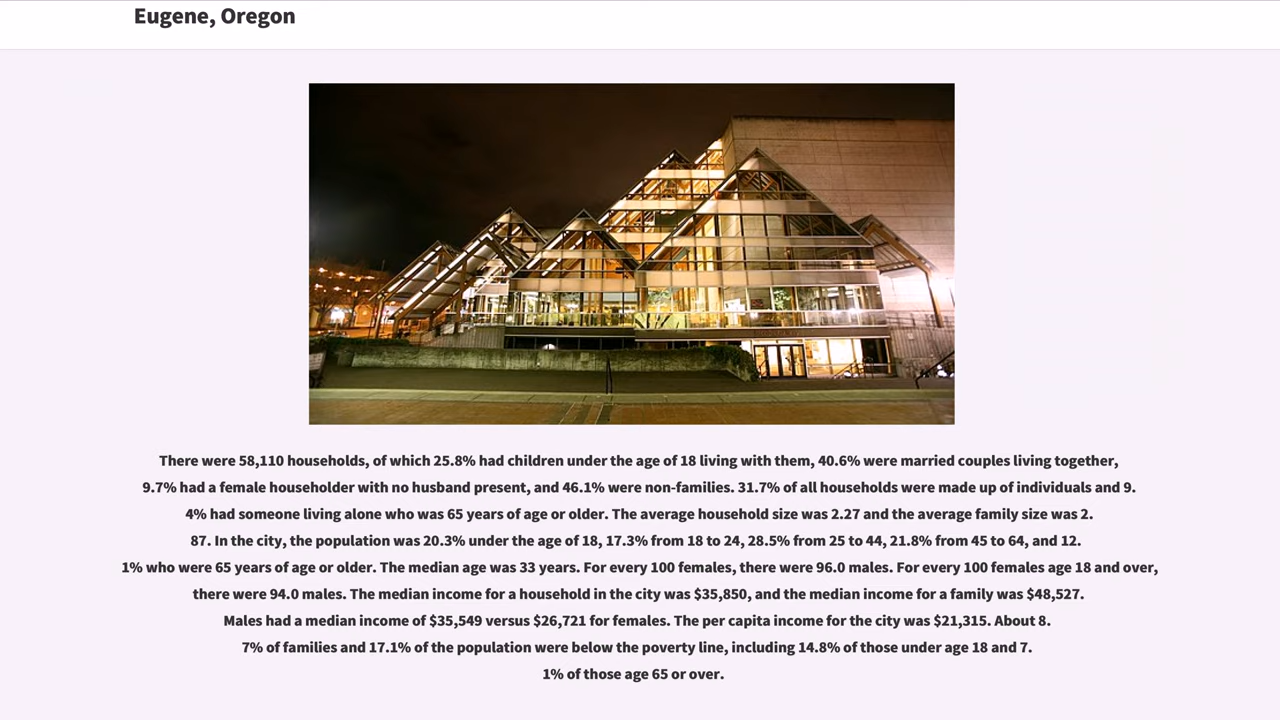 Eugene, Oregon
There were 58,110 households, of which 25.8% had children under the age of 18 living with them, 40.6% were married couples living together,
9.7% had a female householder with no husband present, and 46.1% were non-families. 31.7% of all households were made up of individuals and 9.
4% had someone living alone who was 65 years of age or older. The average household size was 2.27 and the average family size was 2.
87. In the city, the population was 20.3% under the age of 18, 17.3% from 18 to 24, 28.5% from 25 to 44, 21.8% from 45 to 64, and 12.
1% who were 65 years of age or older. The median age was 33 years. For every 100 females, there were 96.0 males. For every 100 females age 18 and over,
there were 94.0 males. The median income for a household in the city was $35,850, and the median income for a family was $48,527.
Males had a median income of $35,549 versus $26,721 for females. The per capita income for the city was $21,315. About 8.
7% of families and 17.1% of the population were below the poverty line, including 14.8% of those under age 18 and 7.
1% of those age 65 or over.